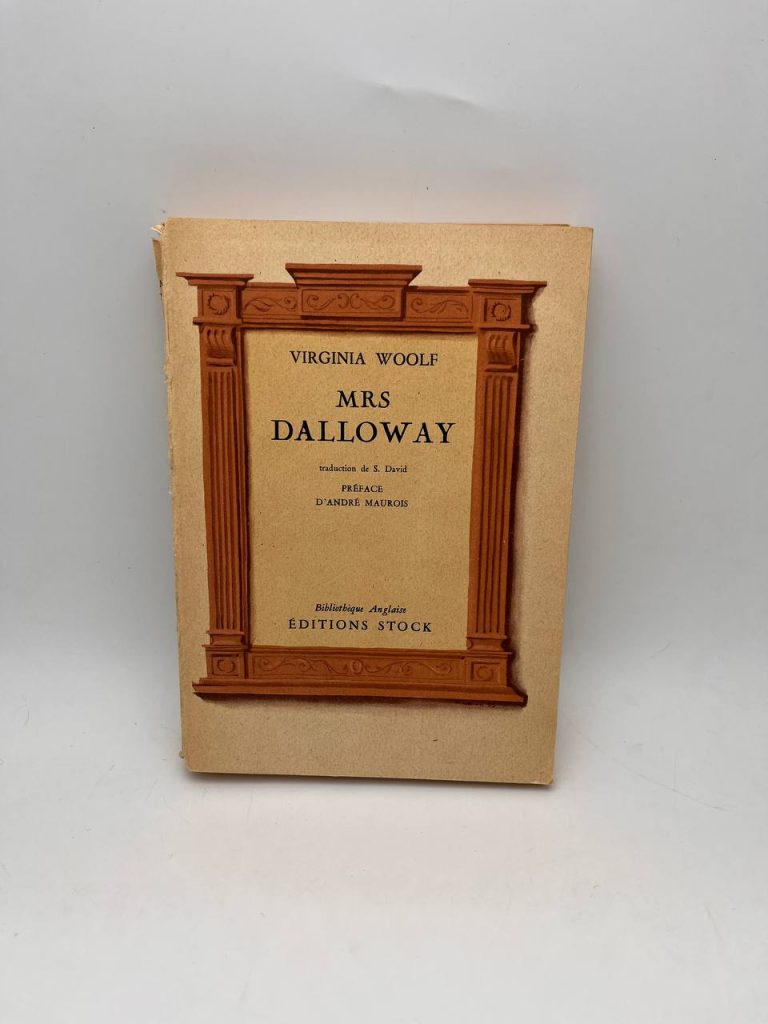 VIRGINIA WOOLF
MRS
DALLOWAY
traduction de S. David
PRÉFACE
D'ANDRÉ MAUROIS
Bibliothèque Anglaise
ÉDITIONS STOCK